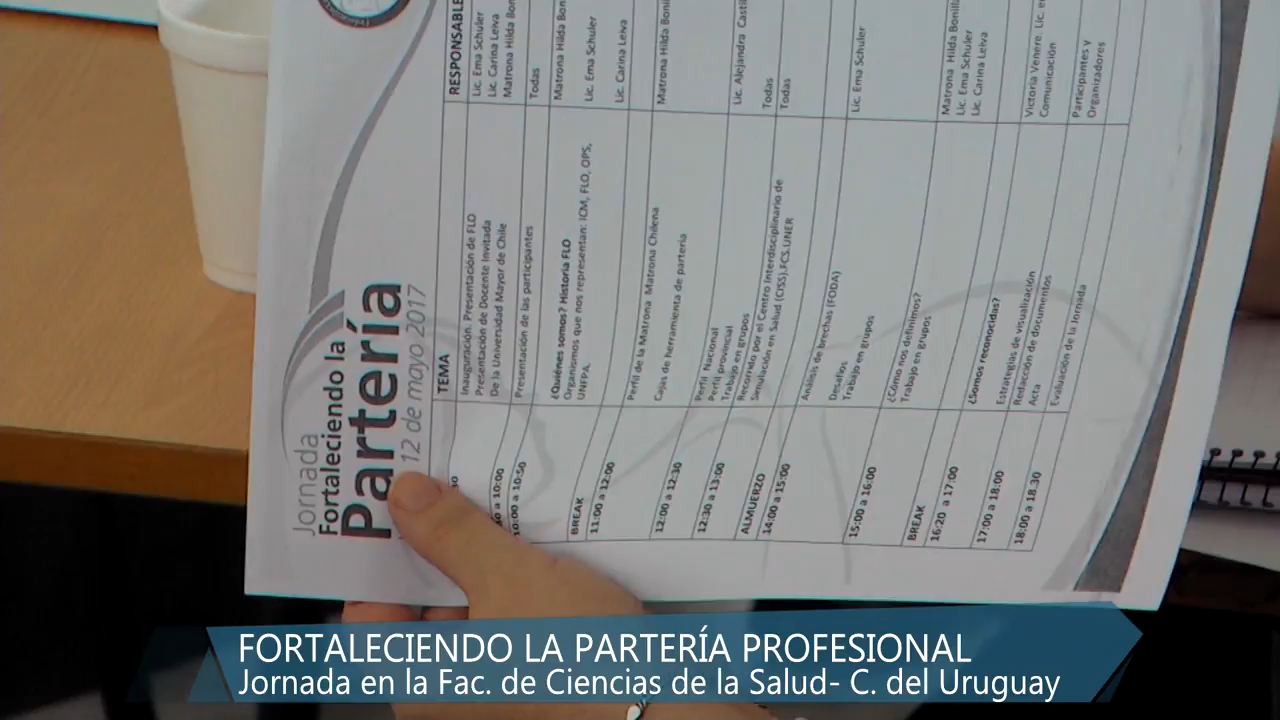 Jornada
Fortaleciendo la
Partería
12 de mayo 2017
TEMA
RESPONSABLE
Inauguración. Presentación de FLO
Presentación de Docente Invitada
De la Universidad Mayor de Chile
Lic. Ema Schuler
Lic. Carina Leiva
Matrona Hilda Bon
a 10:00
10:00 a 10:50
Presentación de las participantes
Todas
BREAK
11:00 a 12:00
¿Quiénes somos? Historia FLO
Organismos que nos representan: ICM, FLO, OPS,
UNFPA.
Matrona Hilda Bon
Lic. Ema Schuler
Perfil de la Matrona Matrona Chilena
Lic. Carina Leiva
12:00 a 12:30
Cajas de herramienta de partería
Matrona Hilda Boni
12:30 a 13:00
Perfil Nacional
Perfil provincial
Trabajo en grupos
Lic. Alejandra Casti
ALMUERZO
14:00 a 15:00
Recorrido por el Centro Interdisciplinario de
Simulación en Salud (CISS).FCS.UNER
Todas
Todas
Análisis de brechas (FODA)
15:00 a 16:00
Desafíos
Trabajo en grupos
Lic. Ema Schuler
BREAK
16:20 a 17:00
¿Cómo nos definimos?
Trabajo en grupos
Matrona Hilda Bonill
Lic. Ema Schuler
Lic. Carina Leiva
17:00 a 18:00
¿Somos reconocidas?
Estrategias de visualización
Redacción de documentos
Acta
Victoria Venere. Lic. e
Comunicación
18:00 a 18.30
Evaluación de la Jornada
Participantes y
Organizadores
FORTALECIENDO LA PARTERÍA PROFESIONAL
Jornada en la Fac. de Ciencias de la Salud- C. del Uruguay